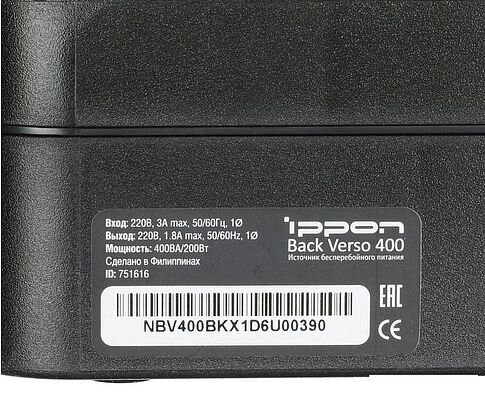 Вход: 220В, 3А max, 50/60Гц, 1Ø
Выход: 220В, 1.8А max, 50/60Hz, 1Ø
Мощность: 400ВА/200Вт
Сделано в Филиппинах
ID: 751616
ippon
Back Verso 400
Источник бесперебойного питания
NBV400BKX1D6U00390
EAC
CE